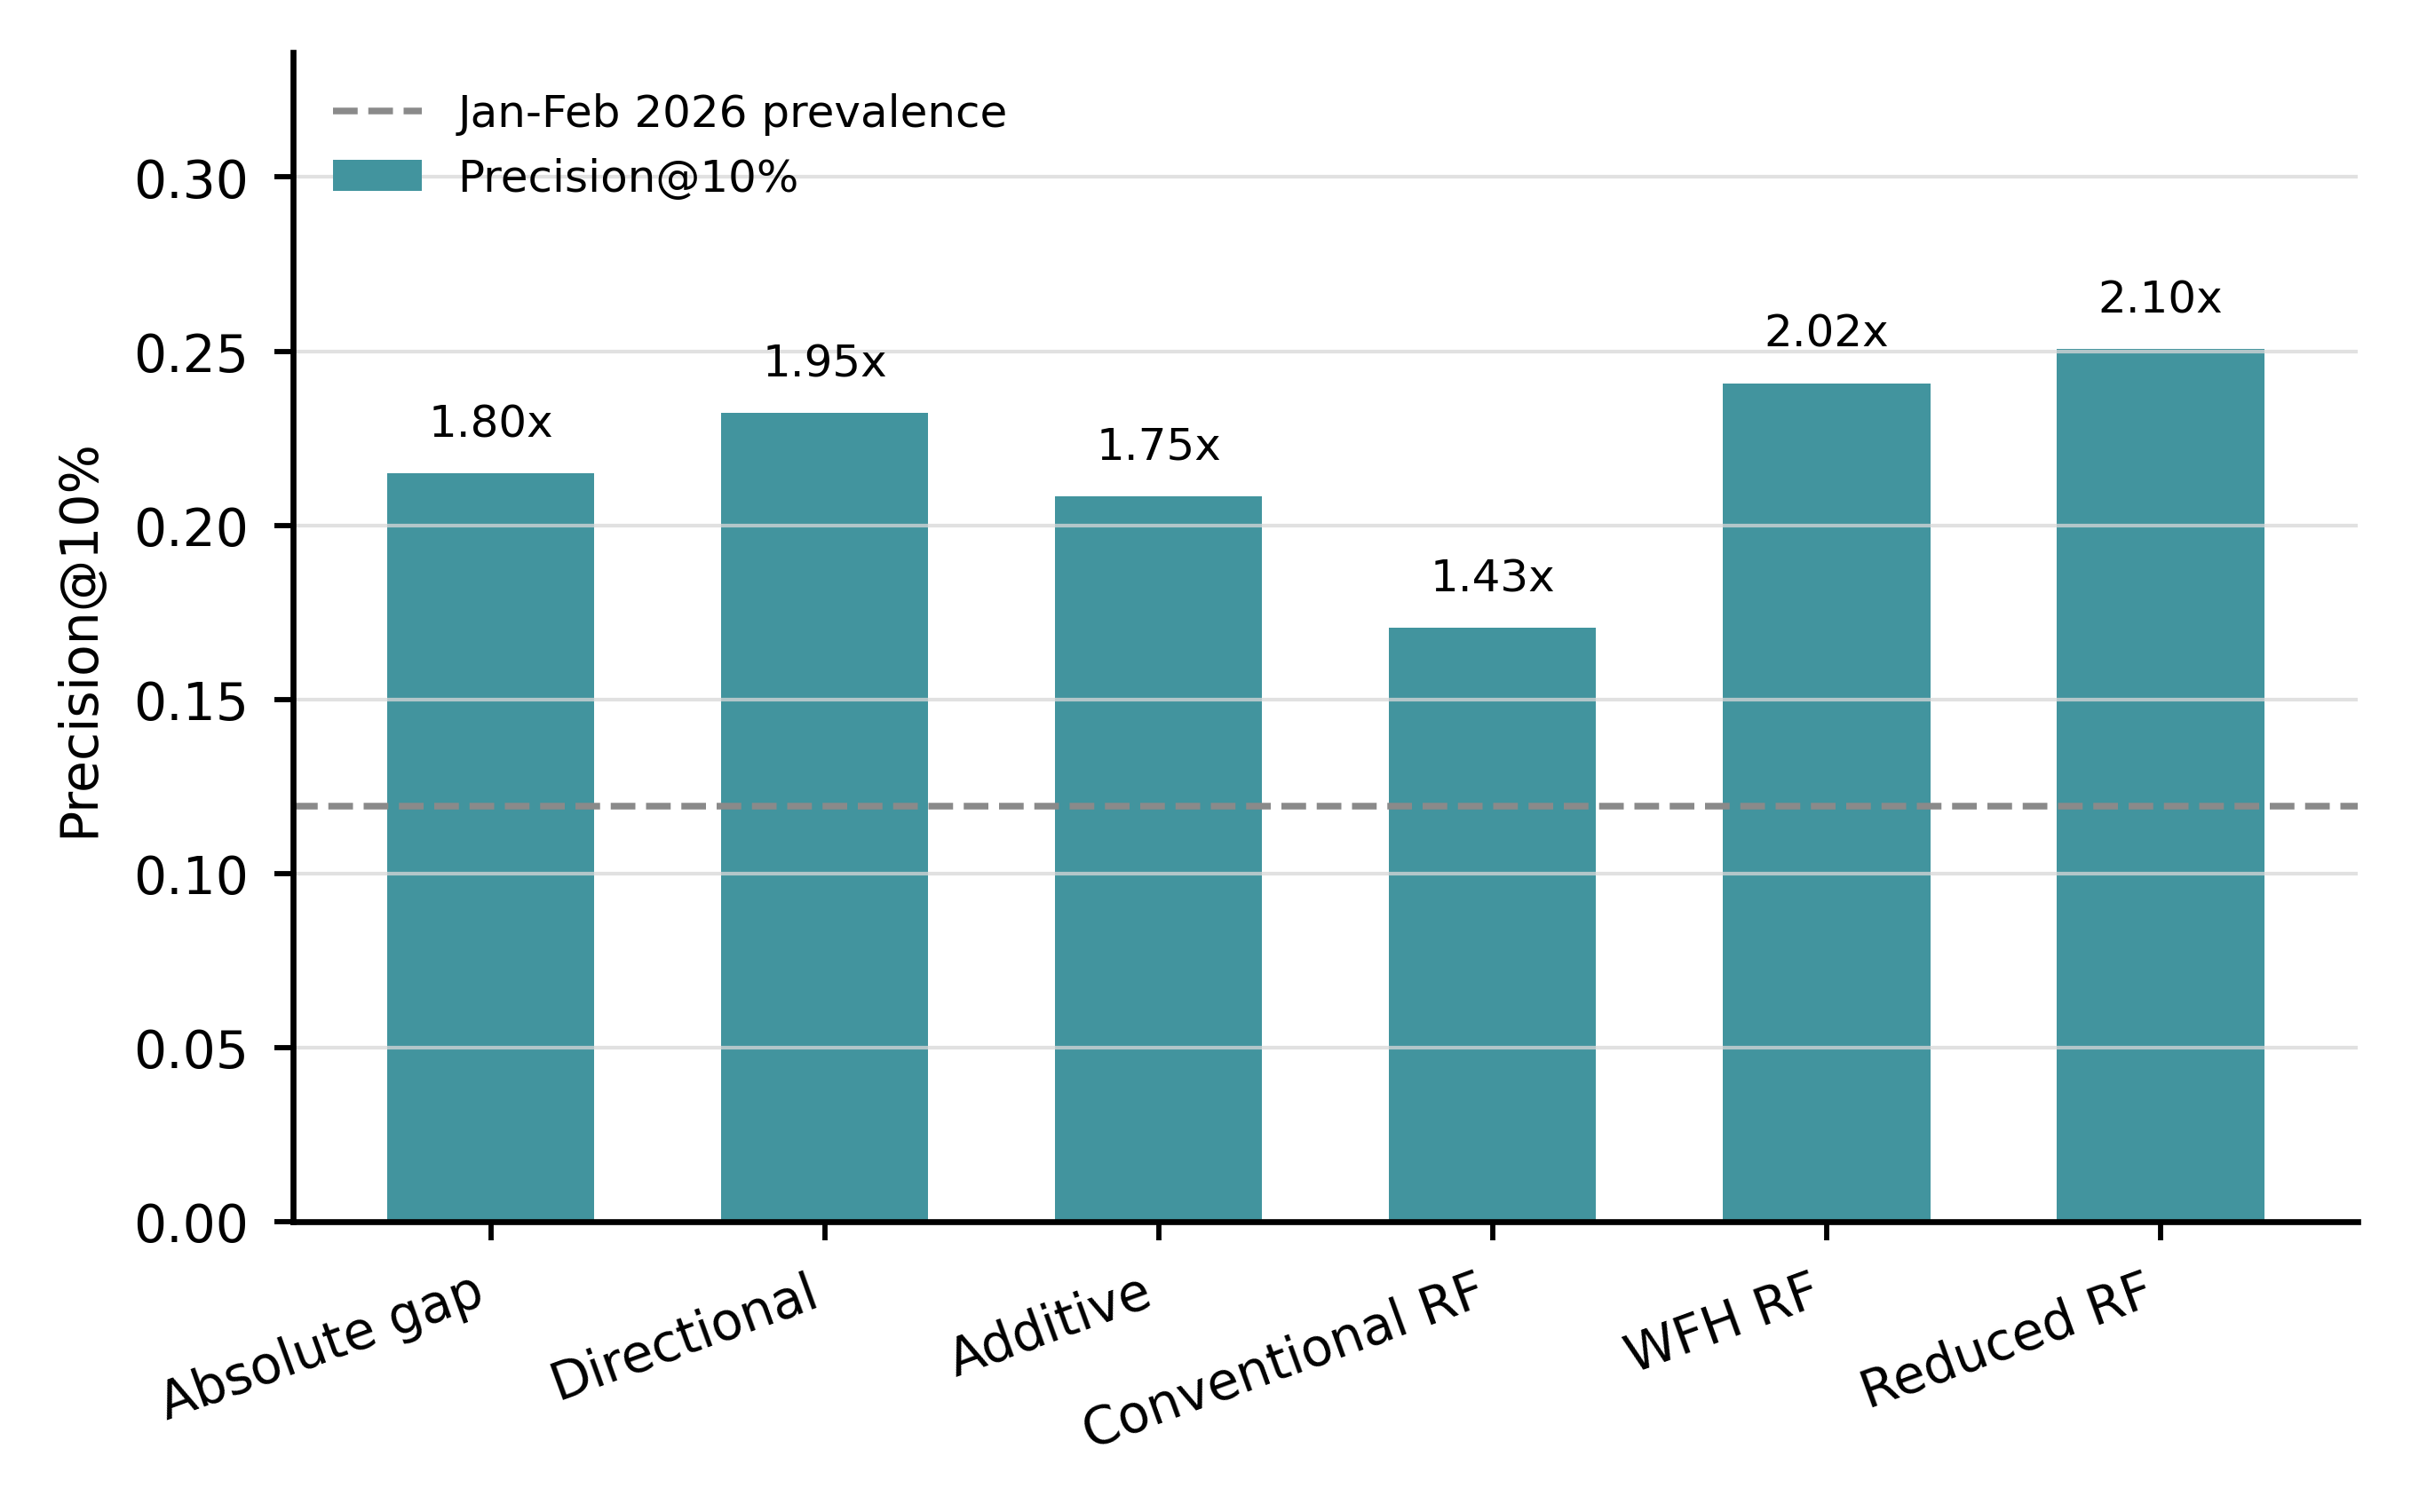 Jan-Feb 2026 prevalence
Precision@10%
Precision@10%
0.30
0.25
0.20
0.15
0.10
0.05
0.00
1.80x
1.95x
1.75x
1.43x
2.02x
2.10x
Absolute gap
Directional
Additive
Conventional RF
WFH RF
Reduced RF